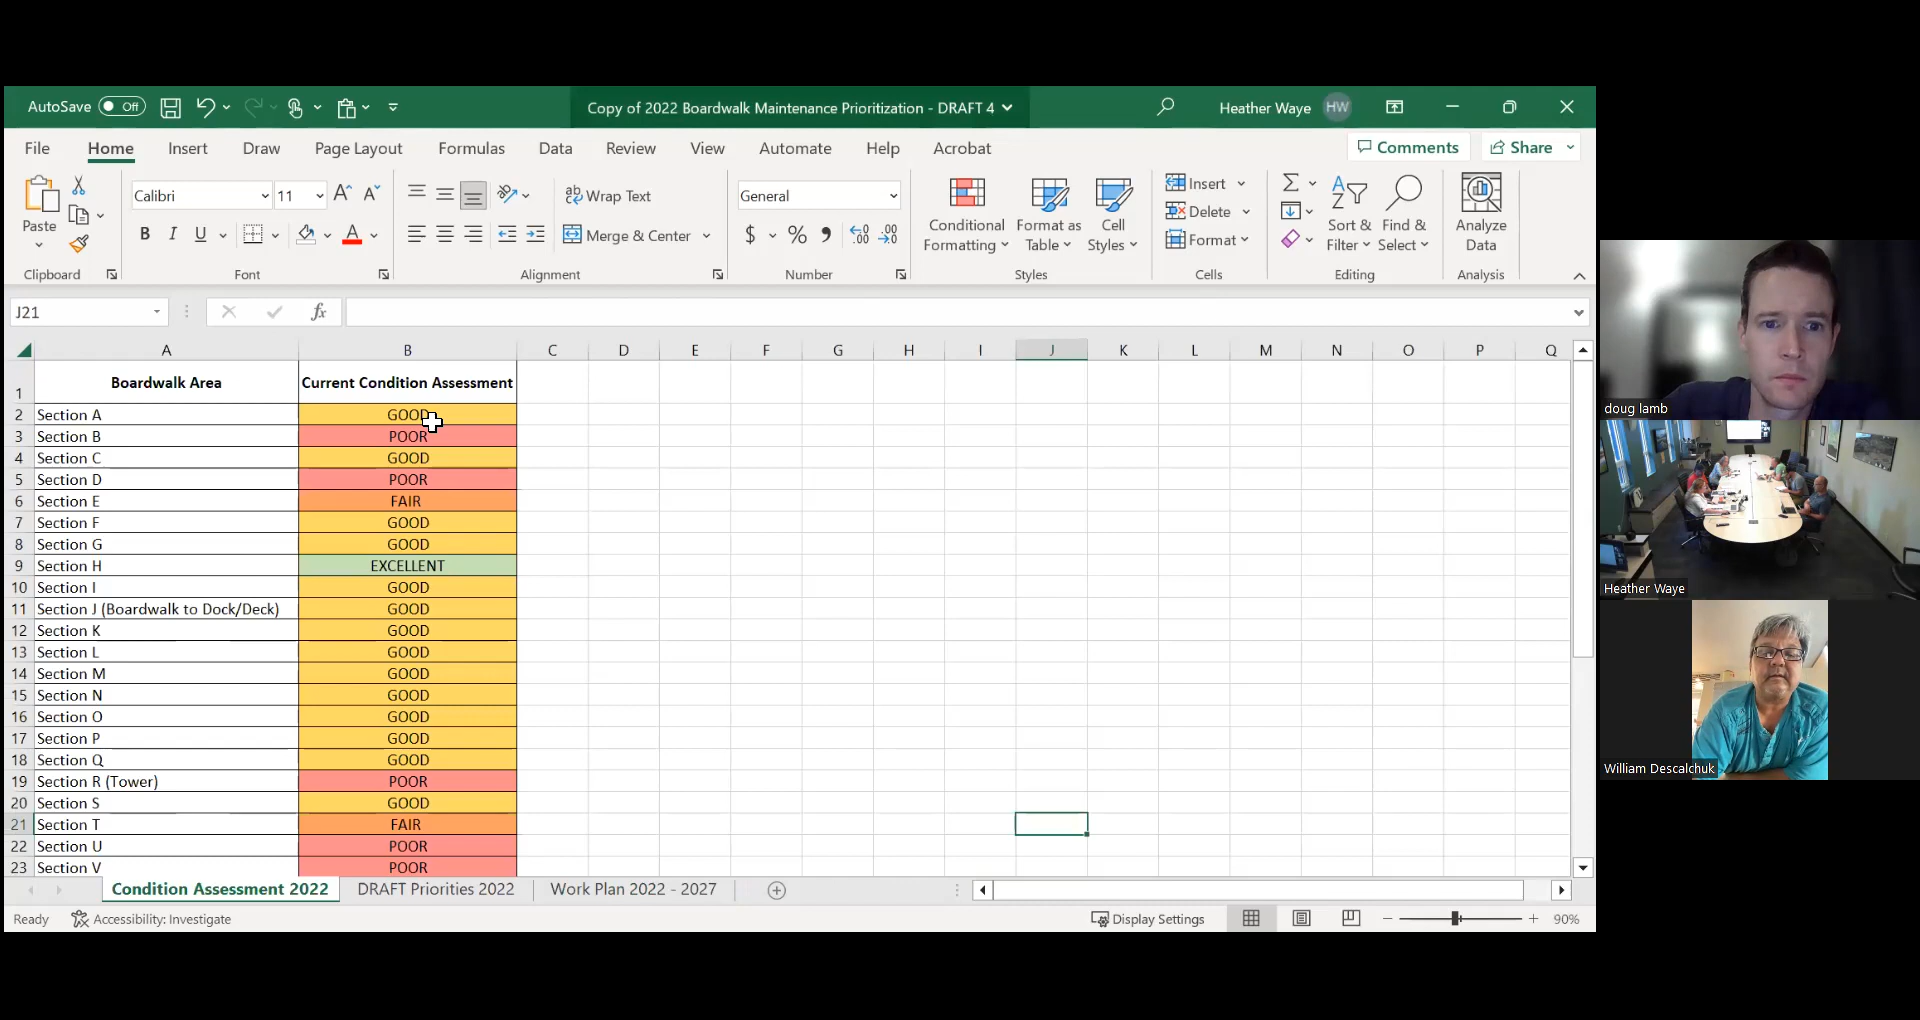 AutoSave Off
Copy of 2022 Boardwalk Maintenance Prioritization - DRAFT 4
Heather Waye HW
File Home Insert Draw Page Layout Formulas Data Review View Automate Help Acrobat Comments Share
Paste
Clipboard
Calibri 11
B I U A
Font
ab Wrap Text
Merge & Center
Alignment
General
$ % 9 .00 .00
Number
Conditional Formatting
Format as Table
Cell Styles
Styles
Insert
Delete
Format
Cells
Sort & Filter
Find & Select
Editing
Analyze Data
Analysis
J21 fx
A B C D E F G H I J K L M N O P Q
1 Boardwalk Area Current Condition Assessment
2 Section A GOOD
3 Section B POOR
4 Section C GOOD
5 Section D POOR
6 Section E FAIR
7 Section F GOOD
8 Section G GOOD
9 Section H EXCELLENT
10 Section I GOOD
11 Section J (Boardwalk to Dock/Deck) GOOD
12 Section K GOOD
13 Section L GOOD
14 Section M GOOD
15 Section N GOOD
16 Section O GOOD
17 Section P GOOD
18 Section Q GOOD
19 Section R (Tower) POOR
20 Section S GOOD
21 Section T FAIR
22 Section U POOR
23 Section V POOR
Condition Assessment 2022 DRAFT Priorities 2022 Work Plan 2022 - 2027
Ready Accessibility: Investigate Display Settings 90%
doug lamb
Heather Waye
William Descalchuk